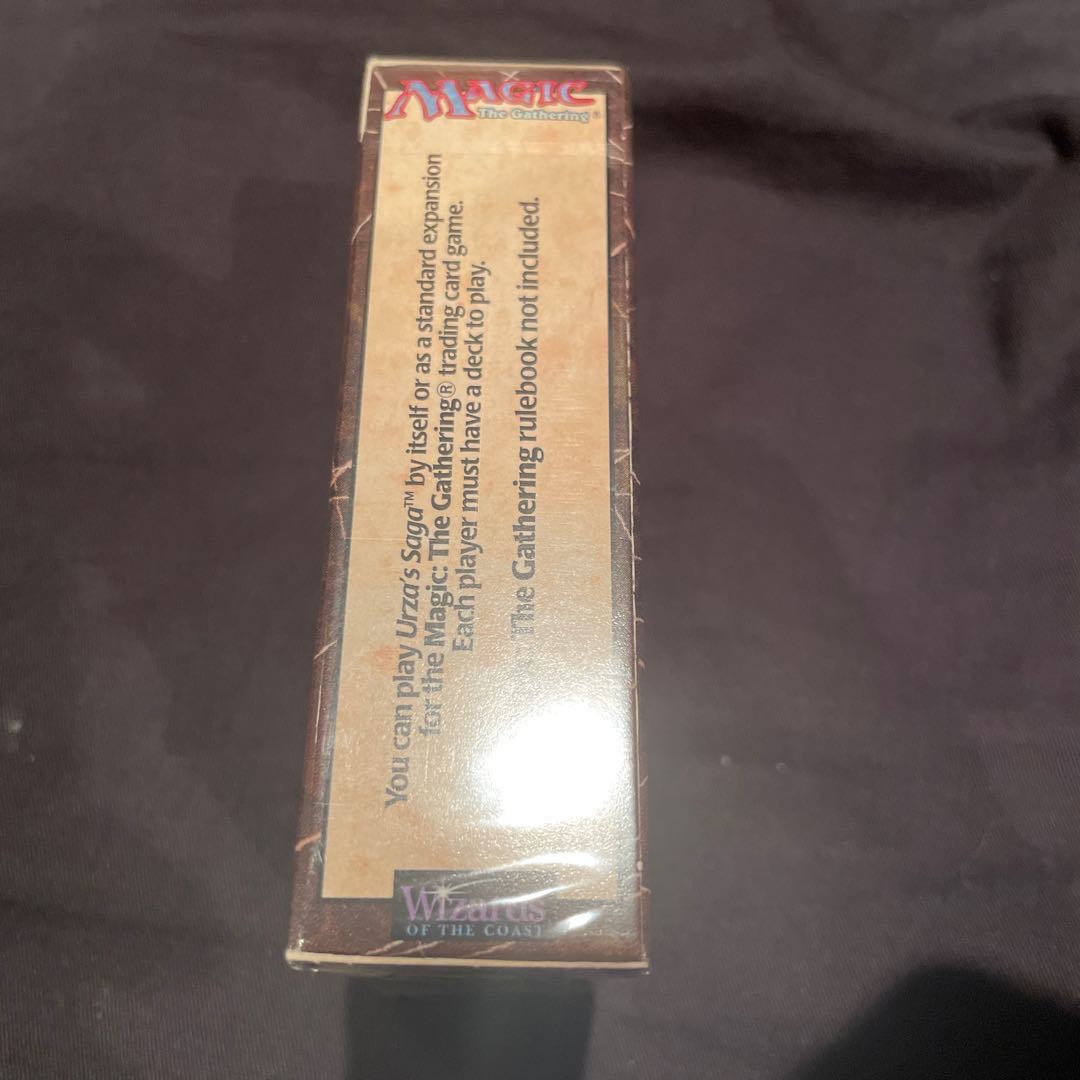 MAGIC
The Gathering®
You can play Urza's Saga™ by itself or as a standard expansion
for the Magic: The Gathering® trading card game.
Each player must have a deck to play.
The Gathering rulebook not included.
Wizards
OF THE COAST